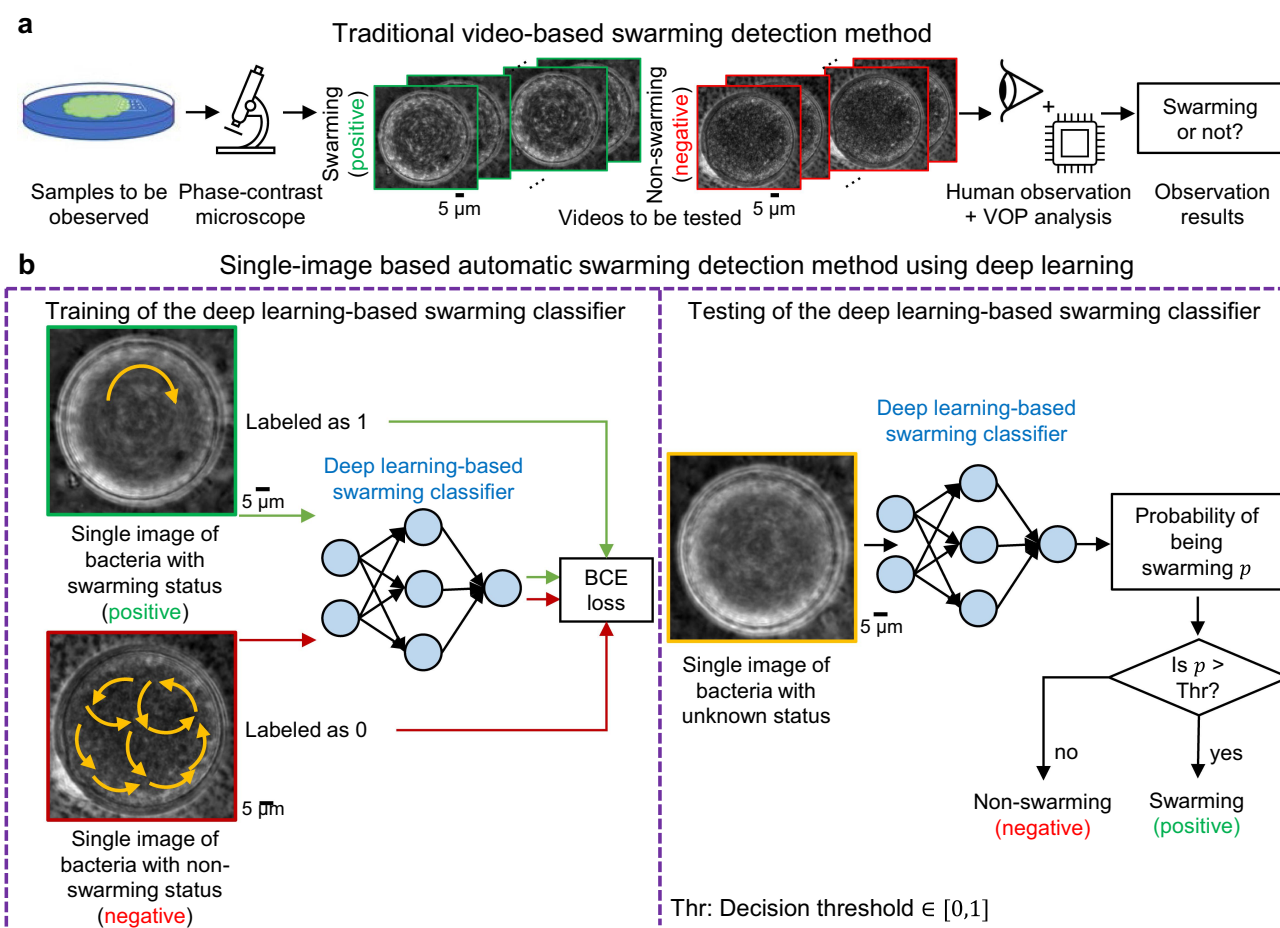 a
Traditional video-based swarming detection method
Swarming
(positive)
Non-swarming
(negative)
Swarming
or not?
5 µm
5 µm
Samples to be
obeserved
Phase-contrast
microscope
Videos to be tested
Human observation
+ VOP analysis
Observation
results
+
...
...
...
...
b
Single-image based automatic swarming detection method using deep learning
Training of the deep learning-based swarming classifier
Labeled as 1
Deep learning-based
swarming classifier
5 µm
Single image of
bacteria with
swarming status
(positive)
BCE
loss
Labeled as 0
5 µm
Single image of
bacteria with non-
swarming status
(negative)
Testing of the deep learning-based swarming classifier
Deep learning-based
swarming classifier
5 µm
Single image of
bacteria with
unknown status
Probability of
being
swarming p
Is p >
Thr?
no
yes
Non-swarming
(negative)
Swarming
(positive)
Thr: Decision threshold ∈ [0,1]